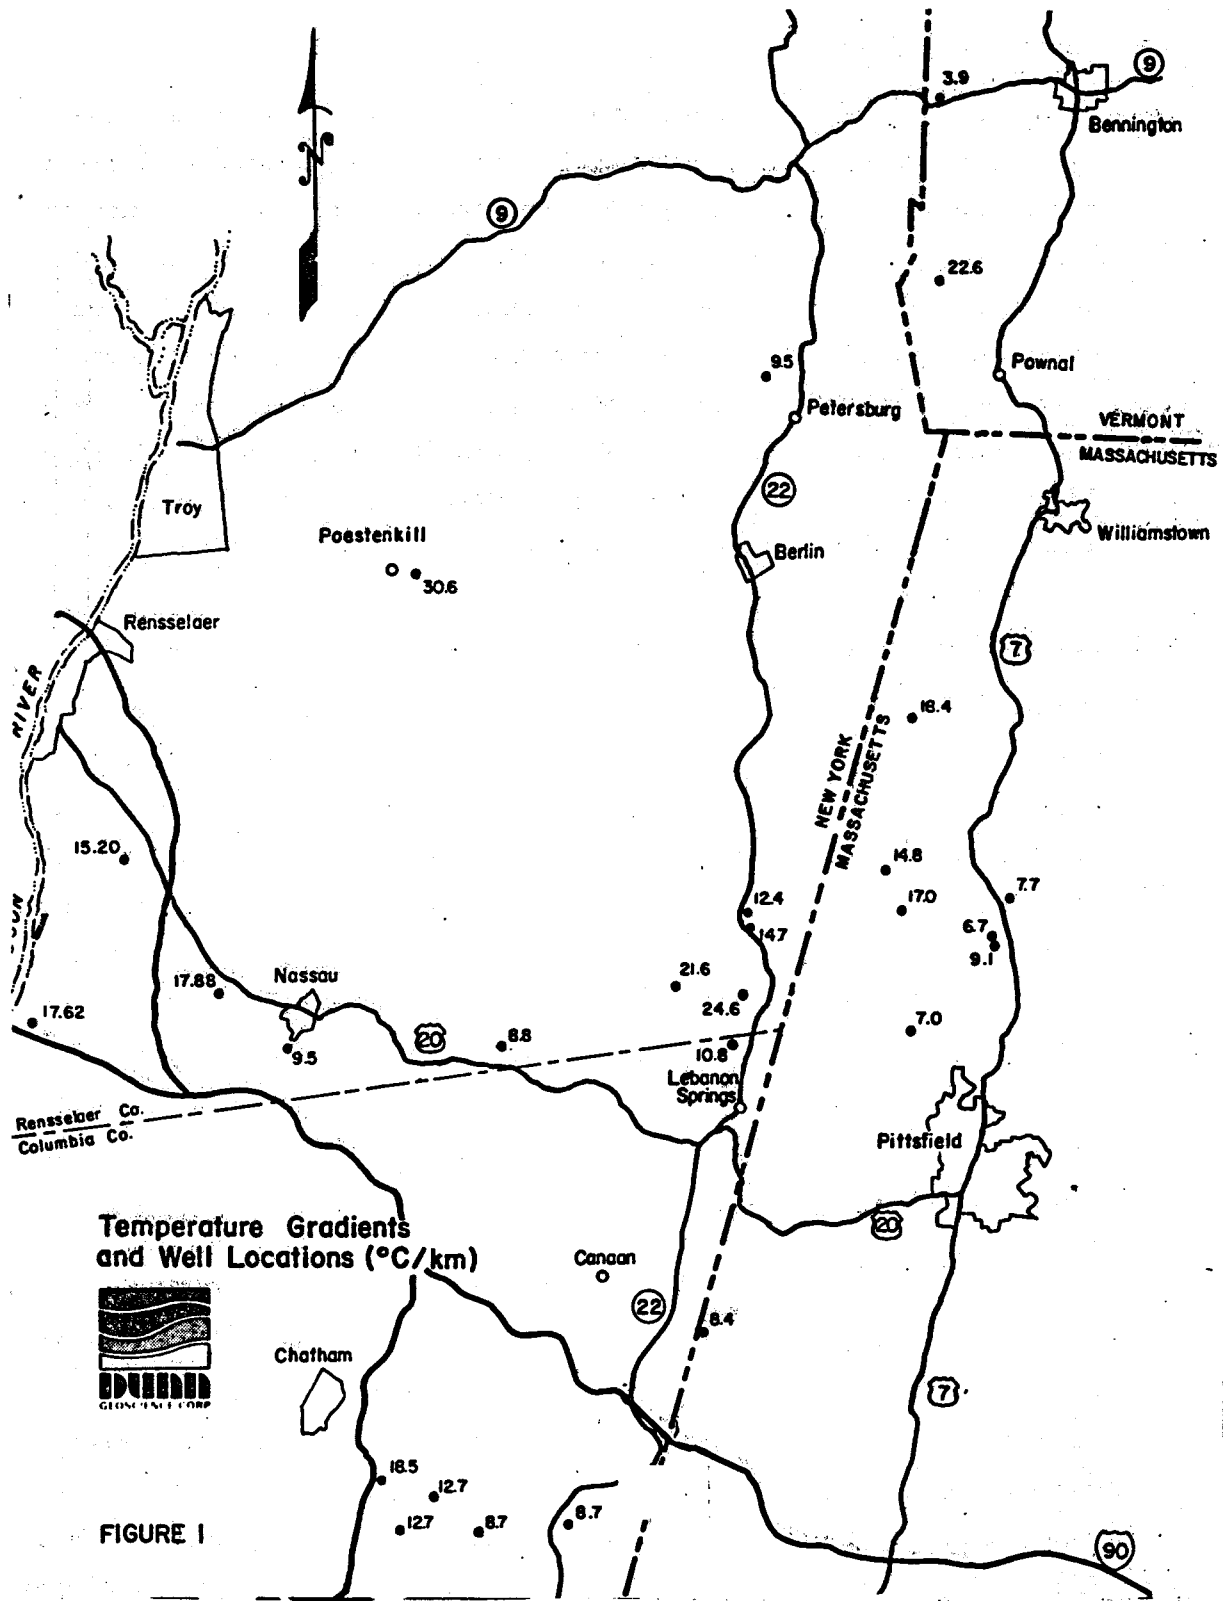 9
3.9
Bennington
N
9
22.6
9.5
Pownal
Petersburg
VERMONT
MASSACHUSETTS
22
Troy
Williamstown
Poestenkill
Berlin
30.6
Rensselaer
7
RIVER
18.4
NEW YORK
MASSACHUSETTS
15.20
14.8
7.7
17.0
12.4
14.7
6.7
9.1
Nassau
17.88
21.6
24.6
17.62
20
8.8
7.0
9.5
10.8
Lebanon
Springs
Rensselaer Co.
Columbia Co.
Pittsfield
Temperature Gradients
and Well Locations (°C/km)
20
Canaan
22
8.4
Chatham
DUNN
GEOSCIENCE CORP
7
18.5
12.7
12.7
8.7
8.7
FIGURE 1
90